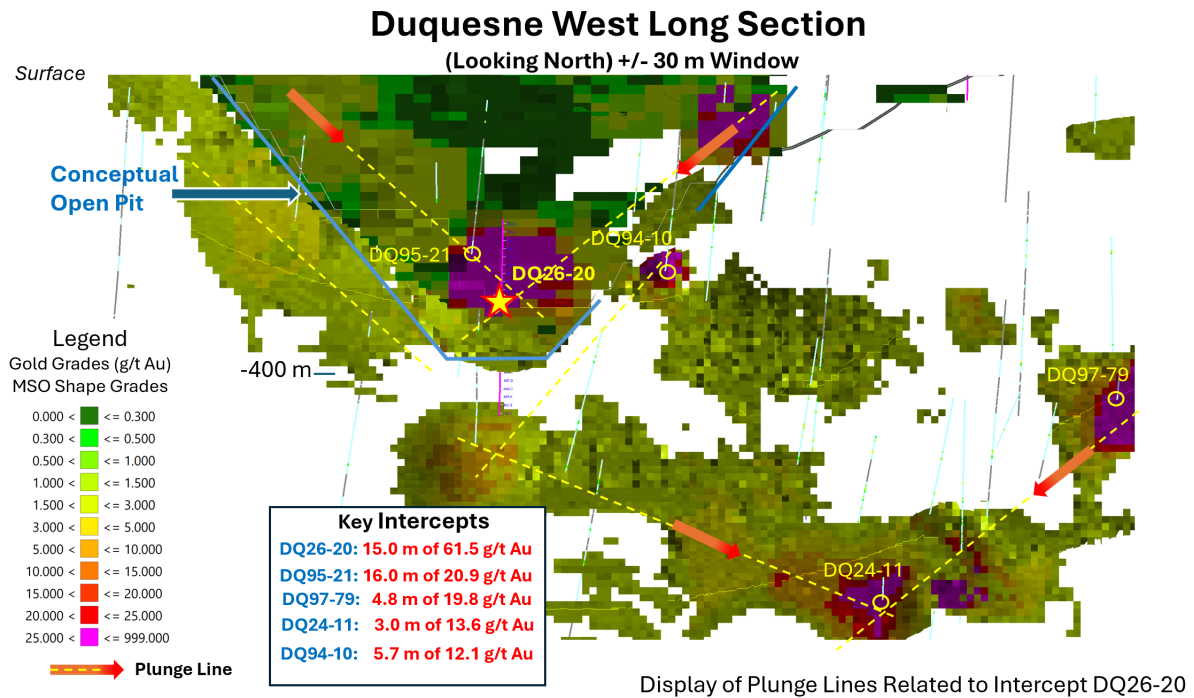 Duquesne West Long Section
(Looking North) +/- 30 m Window
Surface
Conceptual
Open Pit
DQ95-21
DQ94-10
DQ26-20
-400 m
DQ97-79
DQ24-11
Legend
Gold Grades (g/t Au)
MSO Shape Grades
0.000 < <= 0.300
0.300 < <= 0.500
0.500 < <= 1.000
1.000 < <= 1.500
1.500 < <= 3.000
3.000 < <= 5.000
5.000 < <= 10.000
10.000 < <= 15.000
15.000 < <= 20.000
20.000 < <= 25.000
25.000 < <= 999.000
Plunge Line
Key Intercepts
DQ26-20: 15.0 m of 61.5 g/t Au
DQ95-21: 16.0 m of 20.9 g/t Au
DQ97-79: 4.8 m of 19.8 g/t Au
DQ24-11: 3.0 m of 13.6 g/t Au
DQ94-10: 5.7 m of 12.1 g/t Au
Display of Plunge Lines Related to Intercept DQ26-20